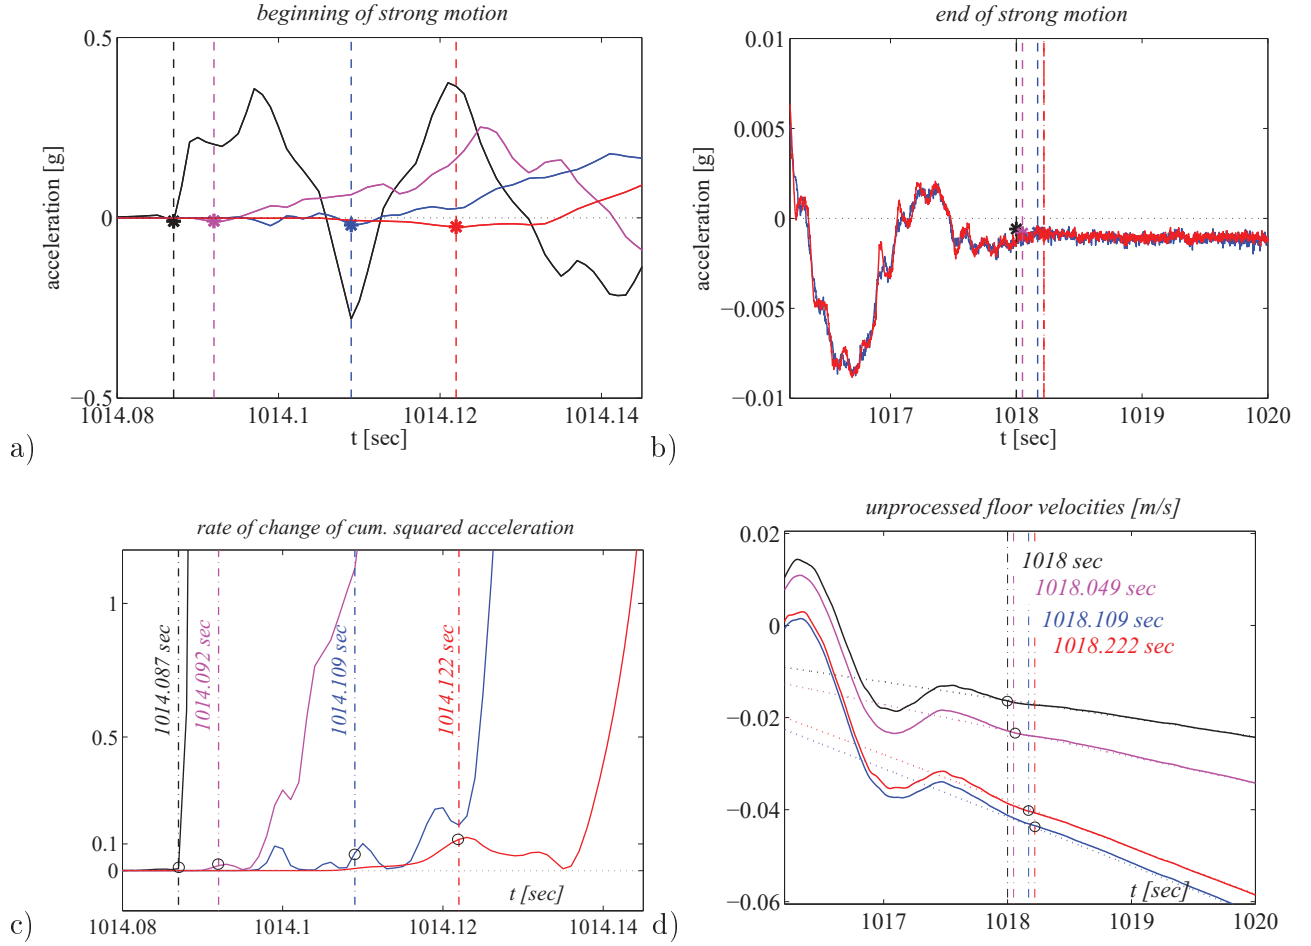 beginning of strong motion
0.5
0
−0.5
acceleration [g]
1014.08
1014.1
1014.12
1014.14
t [sec]
a)
end of strong motion
0.01
0.005
0
−0.005
−0.01
acceleration [g]
1017
1018
1019
1020
t [sec]
b)
rate of change of cum. squared acceleration
1
0.5
0.1
0
1014.087 sec
1014.092 sec
1014.109 sec
1014.122 sec
t [sec]
1014.08
1014.1
1014.12
1014.14
c)
unprocessed floor velocities [m/s]
0.02
0
−0.02
−0.04
−0.06
1018 sec
1018.049 sec
1018.109 sec
1018.222 sec
t [sec]
1017
1018
1019
1020
d)